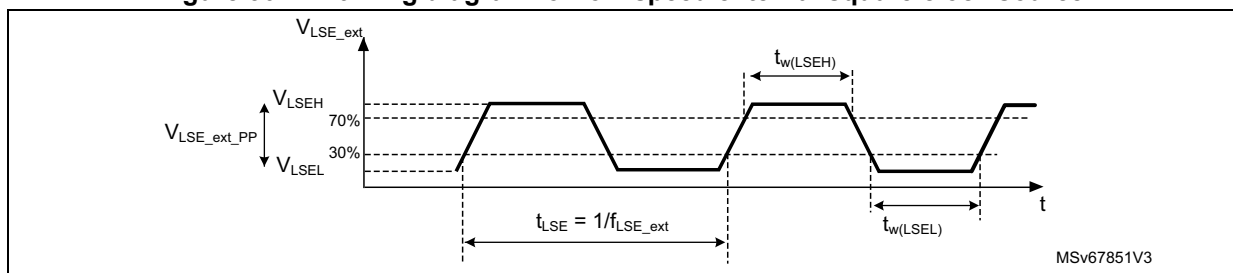 V_LSE_ext
t_w(LSEH)
V_LSEH
70%
V_LSE_ext_PP
30%
V_LSEL
t
t_LSE = 1/f_LSE_ext
t_w(LSEL)
MSv67851V3